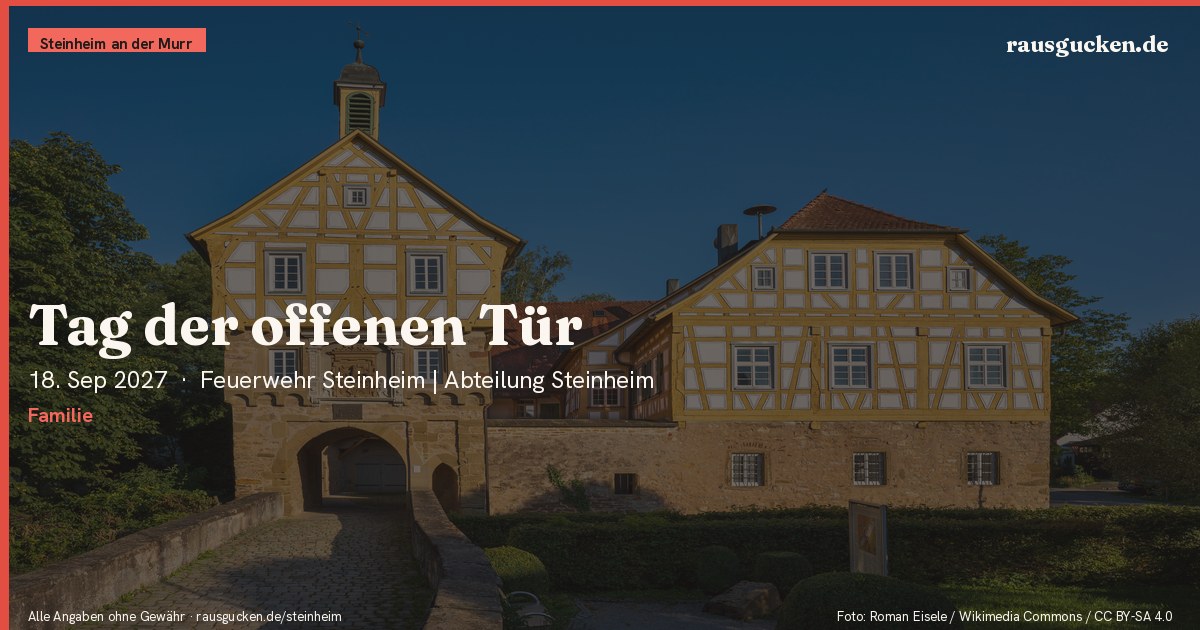 Steinheim an der Murr
rausgucken.de
Tag der offenen Tür
18. Sep 2027 · Feuerwehr Steinheim | Abteilung Steinheim
Familie
Alle Angaben ohne Gewähr · rausgucken.de/steinheim
Foto: Roman Eisele / Wikimedia Commons / CC BY-SA 4.0